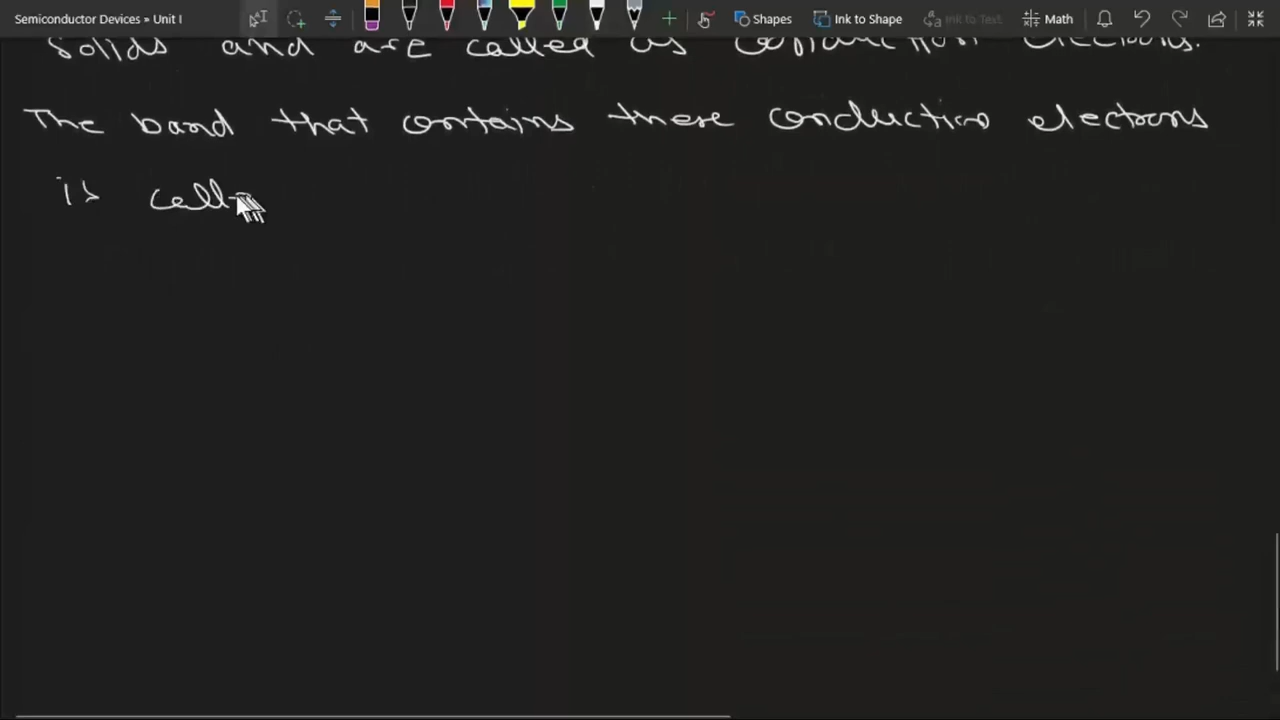 Semiconductor Devices » Unit I
Shapes
Ink to Shape
Ink to Text
Math
Solids and are called as conduction electrons.
The band that contains these conduction electrons
is call